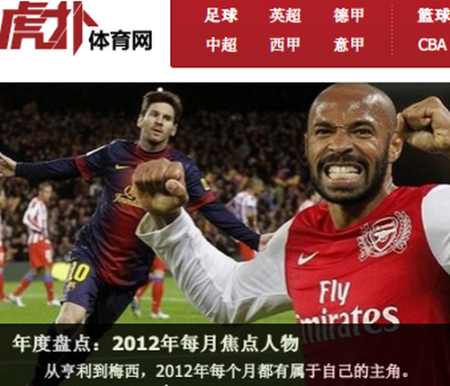 虎扑体育网
足球 英超 德甲 篮球
中超 西甲 意甲 CBA
10
Arsenal
Fly
Emirates
年度盘点：2012年每月焦点人物
从亨利到梅西，2012年每个月都有属于自己的主角。